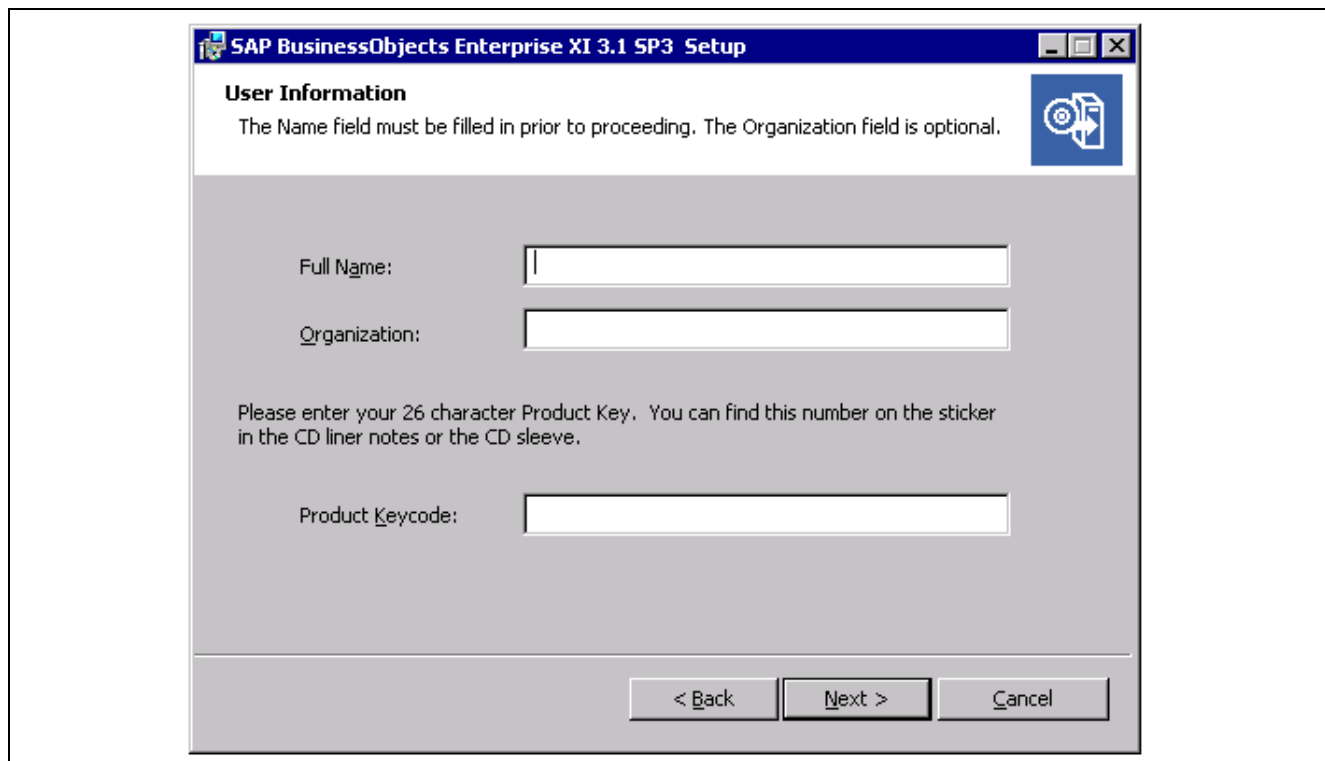 SAP BusinessObjects Enterprise XI 3.1 SP3 Setup
User Information
The Name field must be filled in prior to proceeding. The Organization field is optional.
Full Name:
Organization:
Please enter your 26 character Product Key. You can find this number on the sticker
in the CD liner notes or the CD sleeve.
Product Keycode:
< Back Next > Cancel